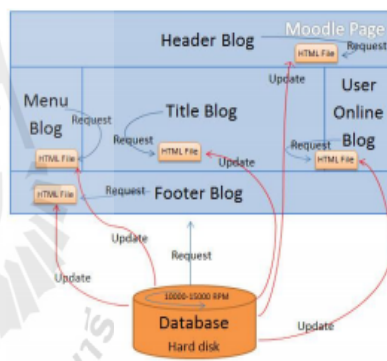 Moodle Page
Header Blog
Request
HTML File
Update
User
Online
Blog
Menu
Blog
Request
Title Blog
Request
HTML File
Update
Request
HTML File
HTML File
HTML File
Request
Footer Blog
Update
Request
Update
10000-15000 RPM
Database
Hard disk
Update